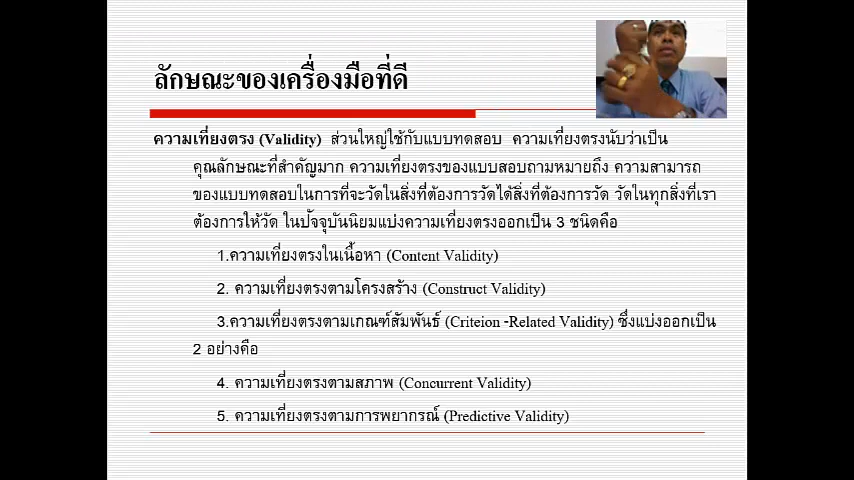 ลักษณะของเครื่องมือที่ดี
ความเที่ยงตรง (Validity) ส่วนใหญ่ใช้กับแบบทดสอบ ความเที่ยงตรงนับว่าเป็น
คุณลักษณะที่สำคัญมาก ความเที่ยงตรงของแบบสอบถามหมายถึง ความสามารถ
ของแบบทดสอบในการที่จะวัดในสิ่งที่ต้องการวัดได้สิ่งที่ต้องการวัด วัดในทุกสิ่งที่เรา
ต้องการให้วัด ในปัจจุบันนิยมแบ่งความเที่ยงตรงออกเป็น 3 ชนิดคือ
1.ความเที่ยงตรงในเนื้อหา (Content Validity)
2. ความเที่ยงตรงตามโครงสร้าง (Construct Validity)
3.ความเที่ยงตรงตามเกณฑ์สัมพันธ์ (Criteion -Related Validity) ซึ่งแบ่งออกเป็น
2 อย่างคือ
4. ความเที่ยงตรงตามสภาพ (Concurrent Validity)
5. ความเที่ยงตรงตามการพยากรณ์ (Predictive Validity)